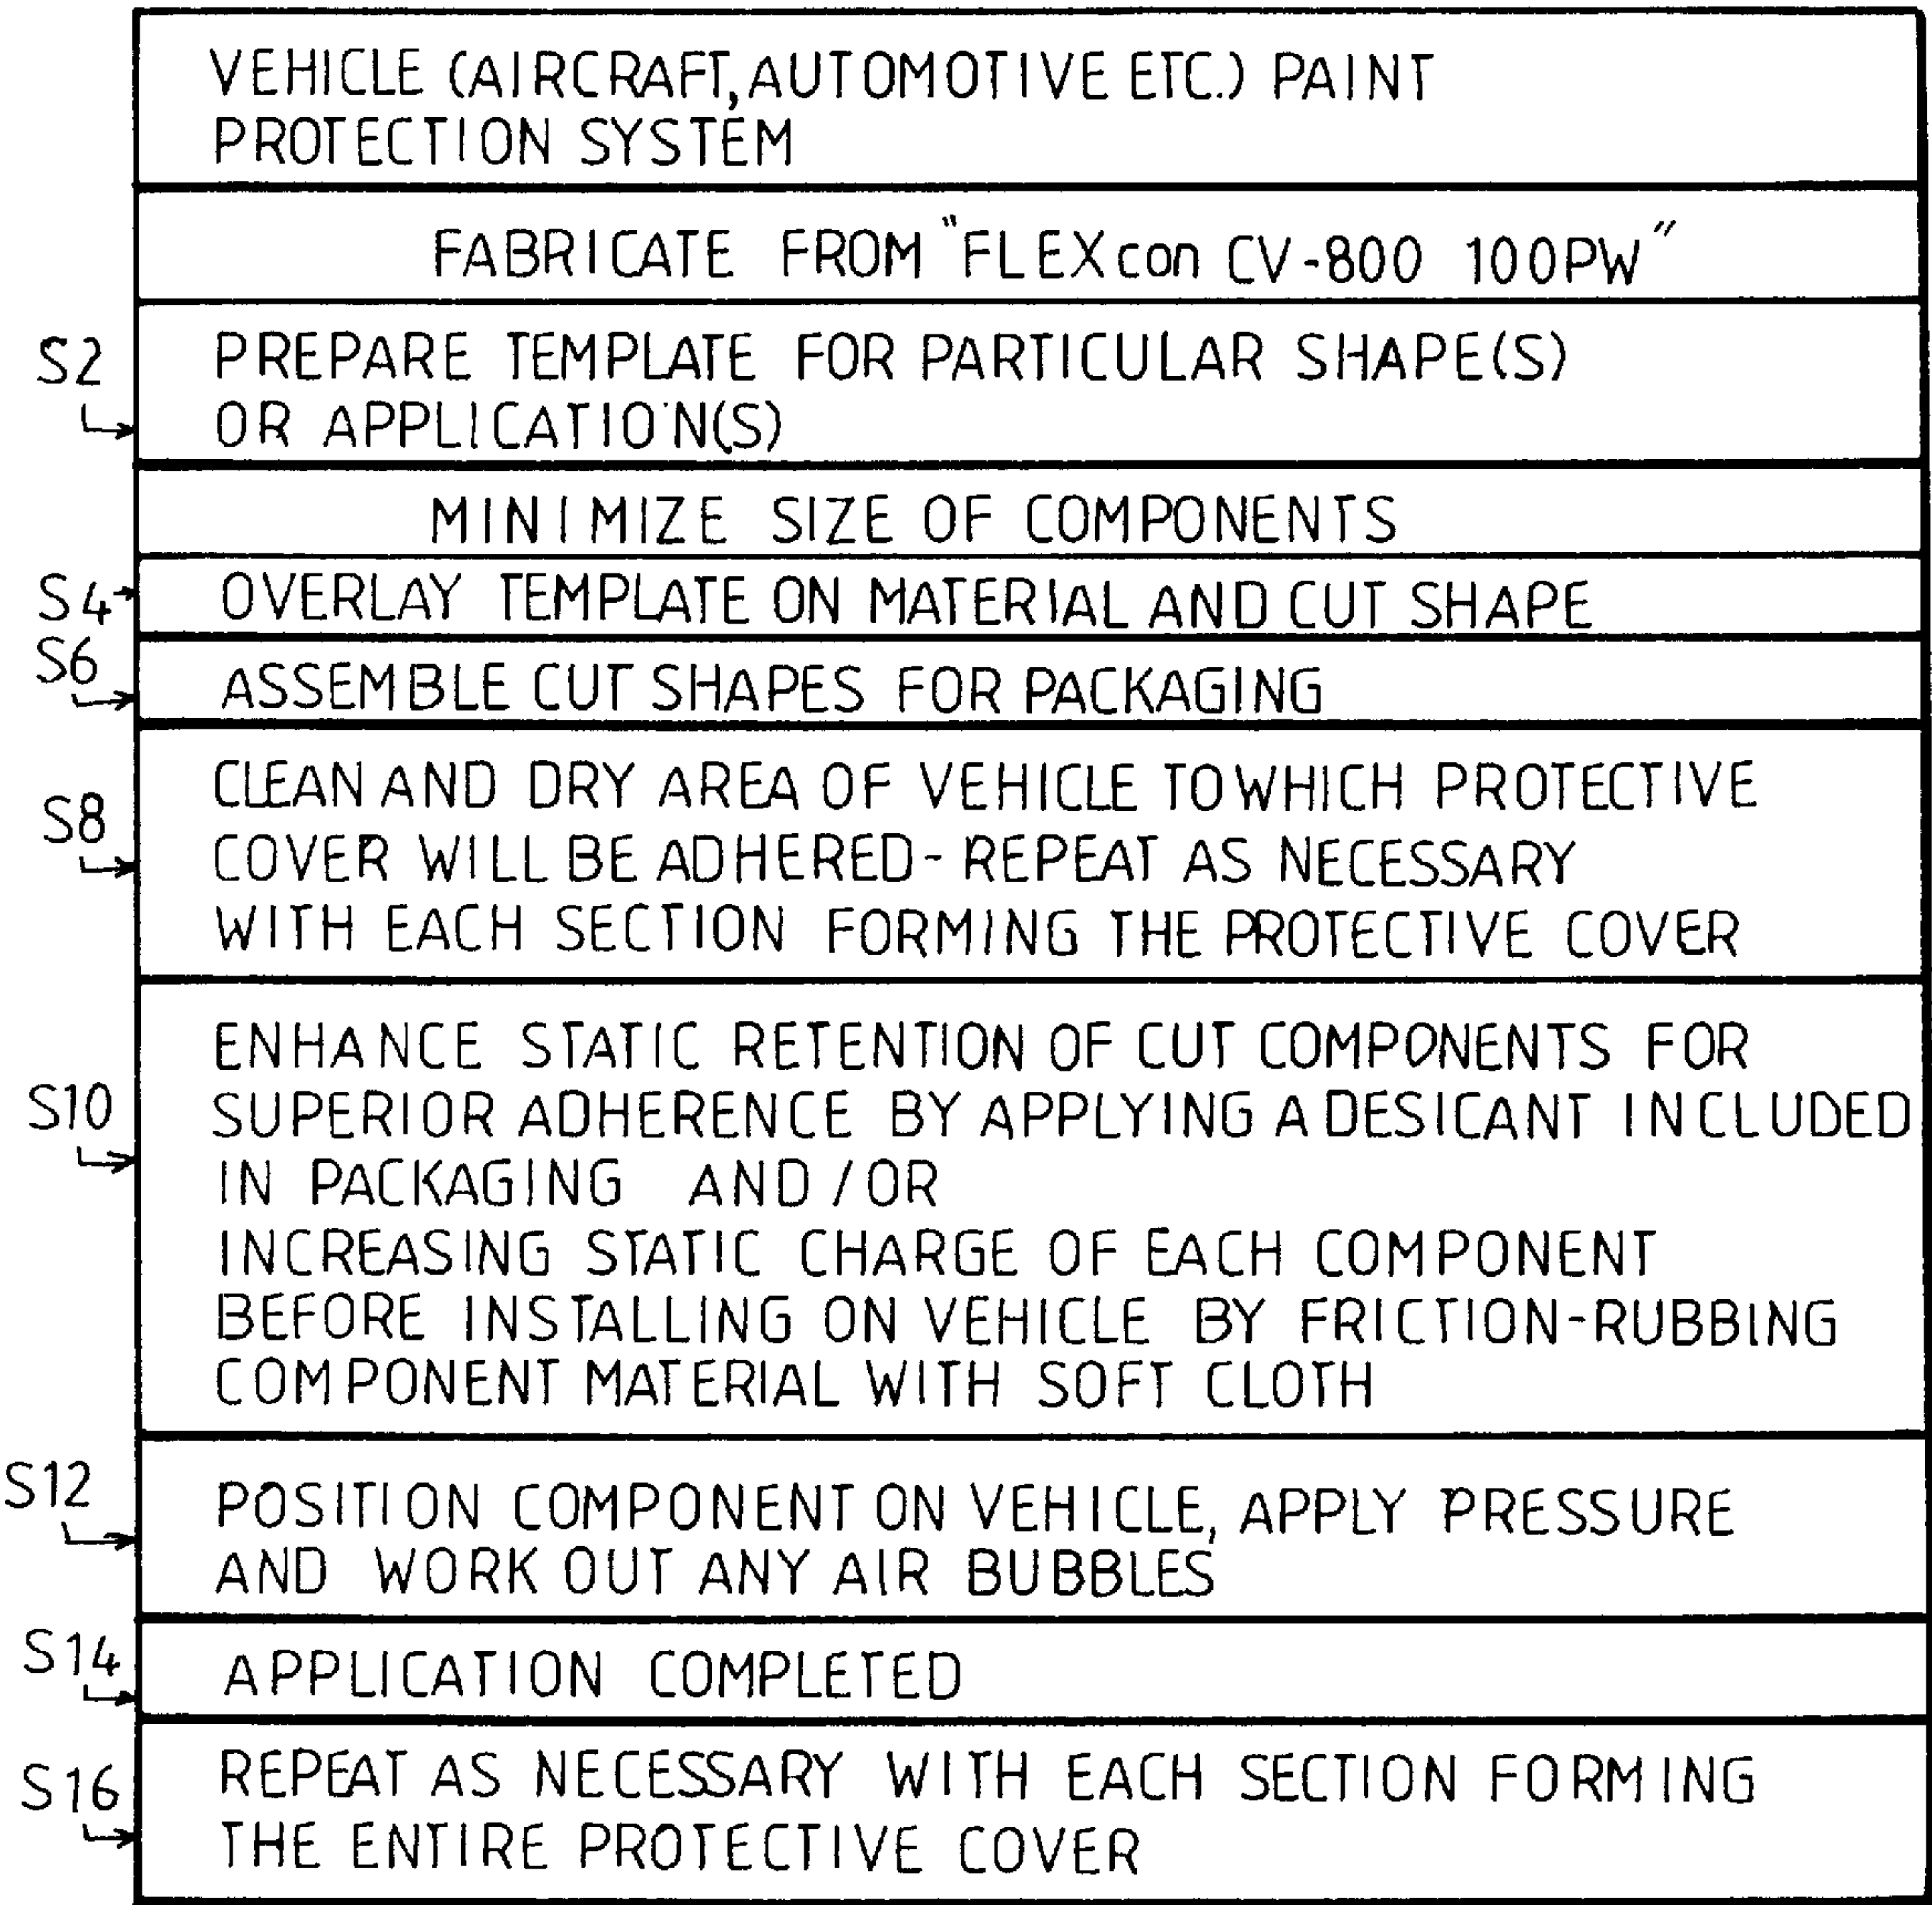 VEHICLE (AIRCRAFT, AUTOMOTIVE ETC.) PAINT
PROTECTION SYSTEM
FABRICATE FROM "FLEXcon CV-800 100PW"
S2
PREPARE TEMPLATE FOR PARTICULAR SHAPE(S)
OR APPLICATION(S)
MINIMIZE SIZE OF COMPONENTS
S4
OVERLAY TEMPLATE ON MATERIAL AND CUT SHAPE
S6
ASSEMBLE CUT SHAPES FOR PACKAGING
S8
CLEAN AND DRY AREA OF VEHICLE TO WHICH PROTECTIVE
COVER WILL BE ADHERED - REPEAT AS NECESSARY
WITH EACH SECTION FORMING THE PROTECTIVE COVER
S10
ENHANCE STATIC RETENTION OF CUT COMPONENTS FOR
SUPERIOR ADHERENCE BY APPLYING A DESICANT INCLUDED
IN PACKAGING AND / OR
INCREASING STATIC CHARGE OF EACH COMPONENT
BEFORE INSTALLING ON VEHICLE BY FRICTION-RUBBING
COMPONENT MATERIAL WITH SOFT CLOTH
S12
POSITION COMPONENT ON VEHICLE, APPLY PRESSURE
AND WORK OUT ANY AIR BUBBLES
S14
APPLICATION COMPLETED
S16
REPEAT AS NECESSARY WITH EACH SECTION FORMING
THE ENTIRE PROTECTIVE COVER